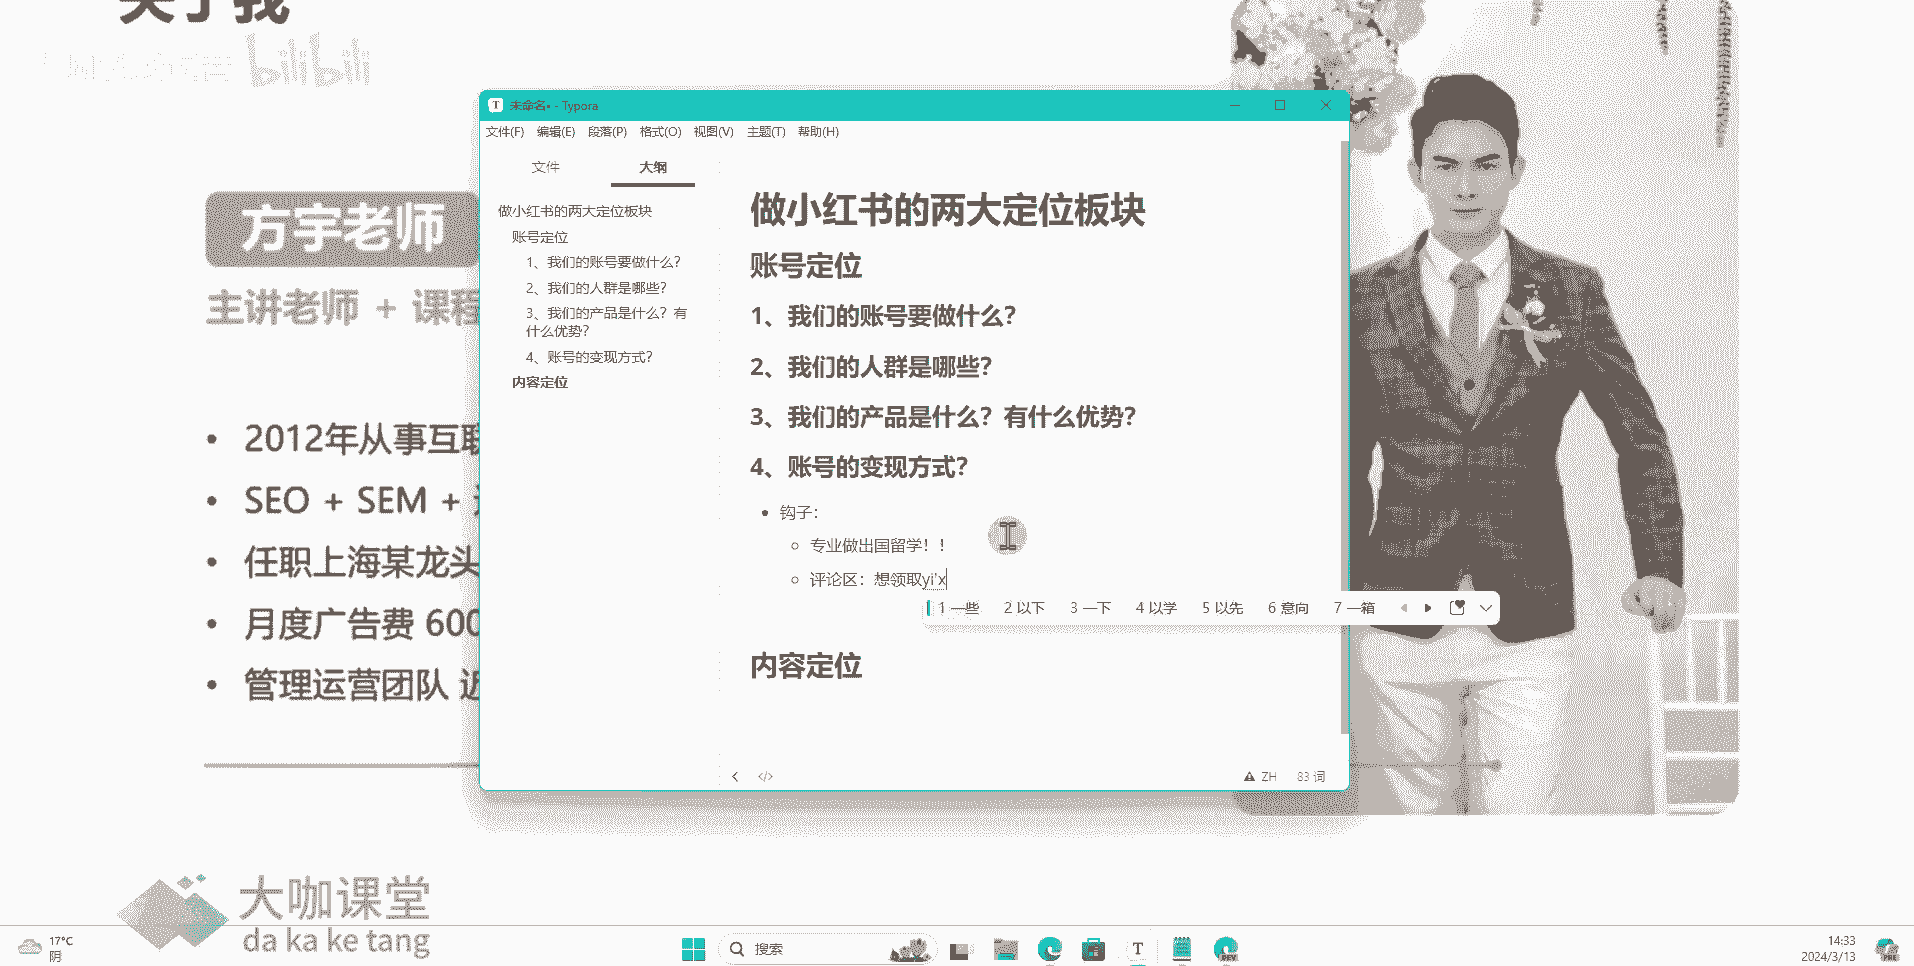 关于我
bilibili
方宇老师
主讲老师 + 课程
• 2012年从事互联
• SEO + SEM +
• 任职上海某龙头
• 月度广告费 600
• 管理运营团队 近
未命名• - Typora
文件(F) 编辑(E) 段落(P) 格式(O) 视图(V) 主题(T) 帮助(H)
文件 大纲
做小红书的两大定位板块
账号定位
1、我们的账号要做什么？
2、我们的人群是哪些？
3、我们的产品是什么？有
什么优势？
4、账号的变现方式？
内容定位
做小红书的两大定位板块
账号定位
1、我们的账号要做什么？
2、我们的人群是哪些？
3、我们的产品是什么？有什么优势？
4、账号的变现方式？
• 钩子：
专业做出国留学！！
评论区：想领取yi'x
1 一些 2 以下 3 一下 4 以学 5 以先 6 意向 7 一箱
内容定位
ZH 83 词
大咖课堂
da ka ke tang
17°C
阴
搜索
T
DEV
14:33
2024/3/13
PRE